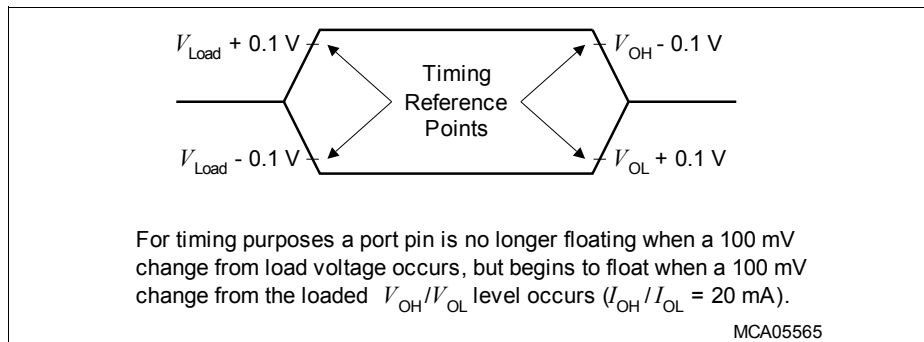 V_Load + 0.1 V
V_OH - 0.1 V
Timing
Reference
Points
V_Load - 0.1 V
V_OL + 0.1 V
For timing purposes a port pin is no longer floating when a 100 mV
change from load voltage occurs, but begins to float when a 100 mV
change from the loaded V_OH/V_OL level occurs (I_OH/I_OL = 20 mA).
MCA05565